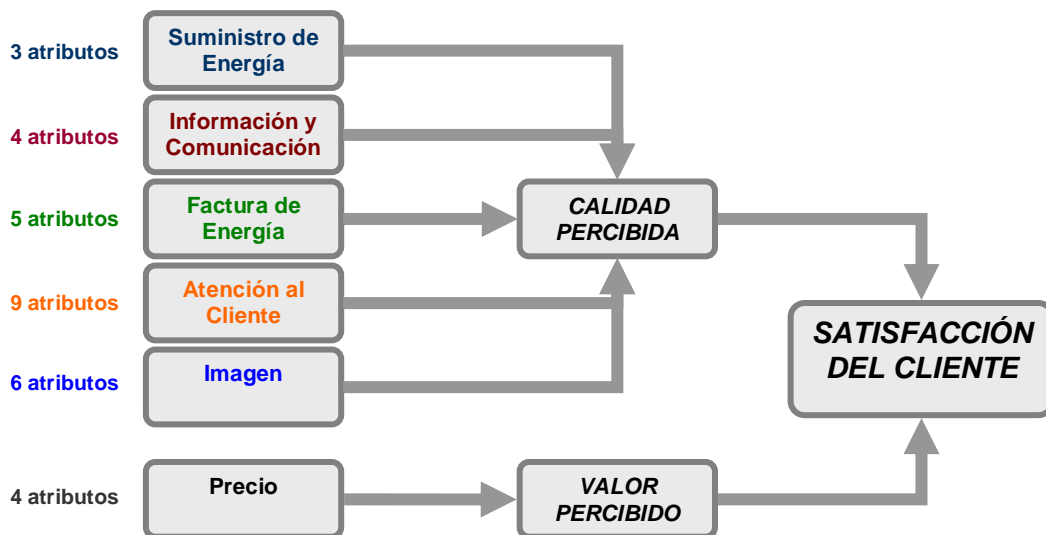 3 atributos
Suministro de
Energía
4 atributos
Información y
Comunicación
5 atributos
Factura de
Energía
CALIDAD
PERCIBIDA
9 atributos
Atención al
Cliente
SATISFACCIÓN
DEL CLIENTE
6 atributos
Imagen
4 atributos
Precio
VALOR
PERCIBIDO